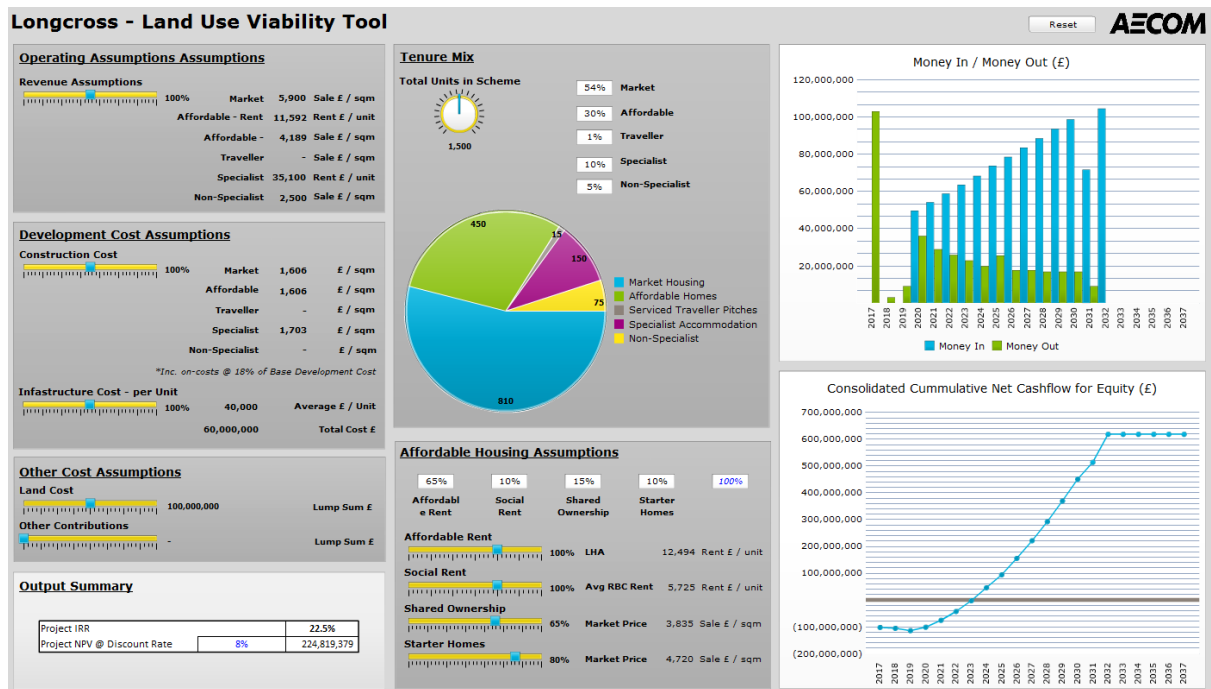 Longcross - Land Use Viability Tool
Reset
AECOM
Operating Assumptions Assumptions
Revenue Assumptions
100% Market 5,900 Sale £ / sqm
Affordable - Rent 11,592 Rent £ / unit
Affordable - 4,189 Sale £ / sqm
Traveller - Sale £ / sqm
Specialist 35,100 Rent £ / unit
Non-Specialist 2,500 Sale £ / sqm
Development Cost Assumptions
Construction Cost
100% Market 1,606 £ / sqm
Affordable 1,606 £ / sqm
Traveller - £ / sqm
Specialist 1,703 £ / sqm
Non-Specialist - £ / sqm
*Inc. on-costs @ 18% of Base Development Cost
Infastructure Cost - per Unit
100% 40,000 Average £ / Unit
60,000,000 Total Cost £
Other Cost Assumptions
Land Cost
100,000,000 Lump Sum £
Other Contributions
- Lump Sum £
Output Summary
Project IRR 22.5%
Project NPV @ Discount Rate 8% 224,819,379
Tenure Mix
Total Units in Scheme
1,500
54% Market
30% Affordable
1% Traveller
10% Specialist
5% Non-Specialist
450
15
150
75
810
Market Housing
Affordable Homes
Serviced Traveller Pitches
Specialist Accommodation
Non-Specialist
Affordable Housing Assumptions
65% 10% 15% 10% 100%
Affordabl Social Shared Starter
e Rent Rent Ownership Homes
Affordable Rent
100% LHA 12,494 Rent £ / unit
Social Rent
100% Avg RBC Rent 5,725 Rent £ / unit
Shared Ownership
65% Market Price 3,835 Sale £ / sqm
Starter Homes
80% Market Price 4,720 Sale £ / sqm
Money In / Money Out (£)
120,000,000
100,000,000
80,000,000
60,000,000
40,000,000
20,000,000
2017 2018 2019 2020 2021 2022 2023 2024 2025 2026 2027 2028 2029 2030 2031 2032 2033 2034 2035 2036 2037
Money In Money Out
Consolidated Cummulative Net Cashflow for Equity (£)
700,000,000
600,000,000
500,000,000
400,000,000
300,000,000
200,000,000
100,000,000
(100,000,000)
(200,000,000)
2017 2018 2019 2020 2021 2022 2023 2024 2025 2026 2027 2028 2029 2030 2031 2032 2033 2034 2035 2036 2037